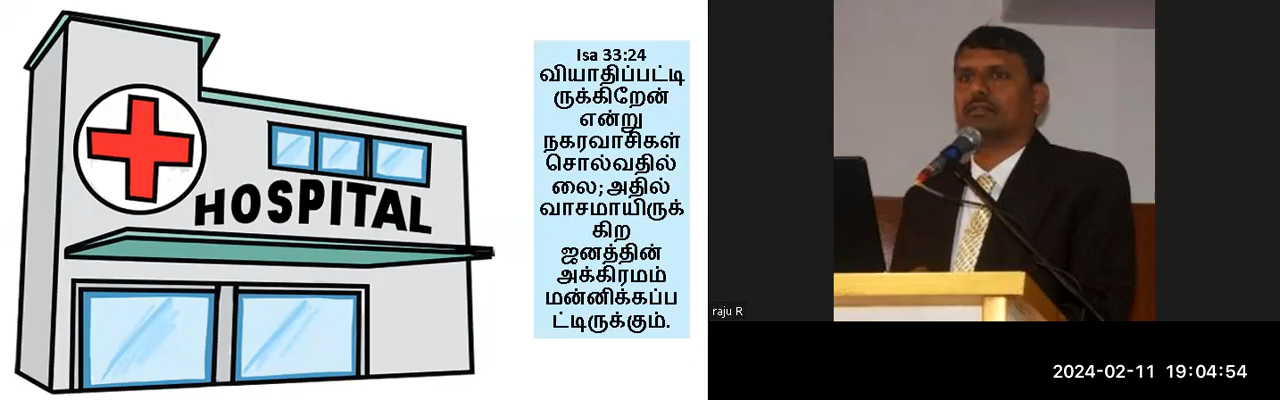 HOSPITAL
Isa 33:24
வியாதிப்பட்டி
ருக்கிறேன்
என்று
நகரவாசிகள்
சொல்வதில்
லை; அதில்
வாசமாயிருக்
கிற
ஜனத்தின்
அக்கிரமம்
மன்னிக்கப்ப
ட்டிருக்கும்.
raju R
2024-02-11 19:04:54